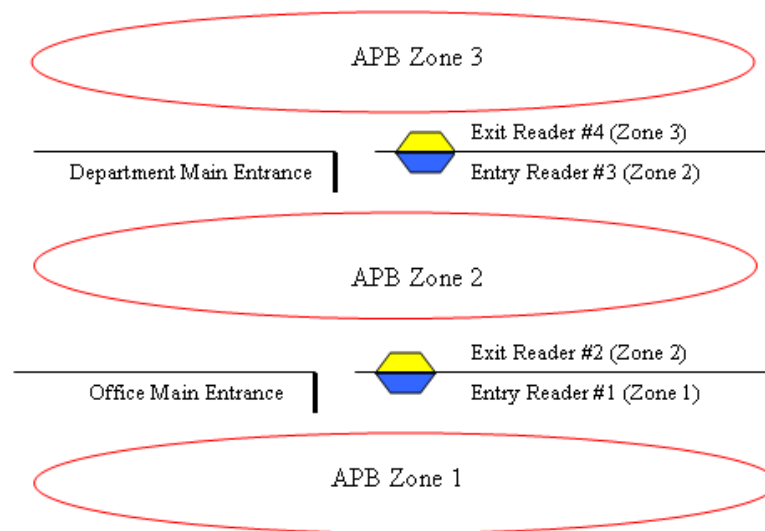 APB Zone 3
Exit Reader #4 (Zone 3)
Department Main Entrance
Entry Reader #3 (Zone 2)
APB Zone 2
Exit Reader #2 (Zone 2)
Office Main Entrance
Entry Reader #1 (Zone 1)
APB Zone 1